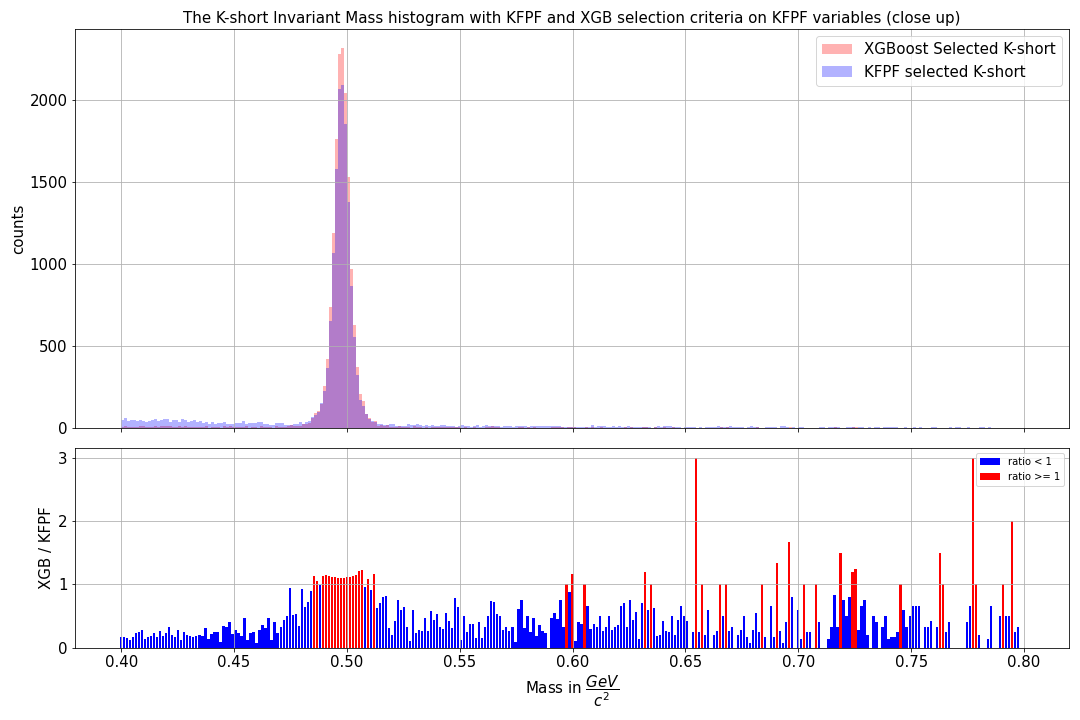 The K-short Invariant Mass histogram with KFPF and XGB selection criteria on KFPF variables (close up)
XGBoost Selected K-short
KFPF selected K-short
2000
1500
1000
500
0
counts
ratio < 1
ratio >= 1
3
2
1
0
XGB / KFPF
0.40 0.45 0.50 0.55 0.60 0.65 0.70 0.75 0.80
Mass in GeV/c²